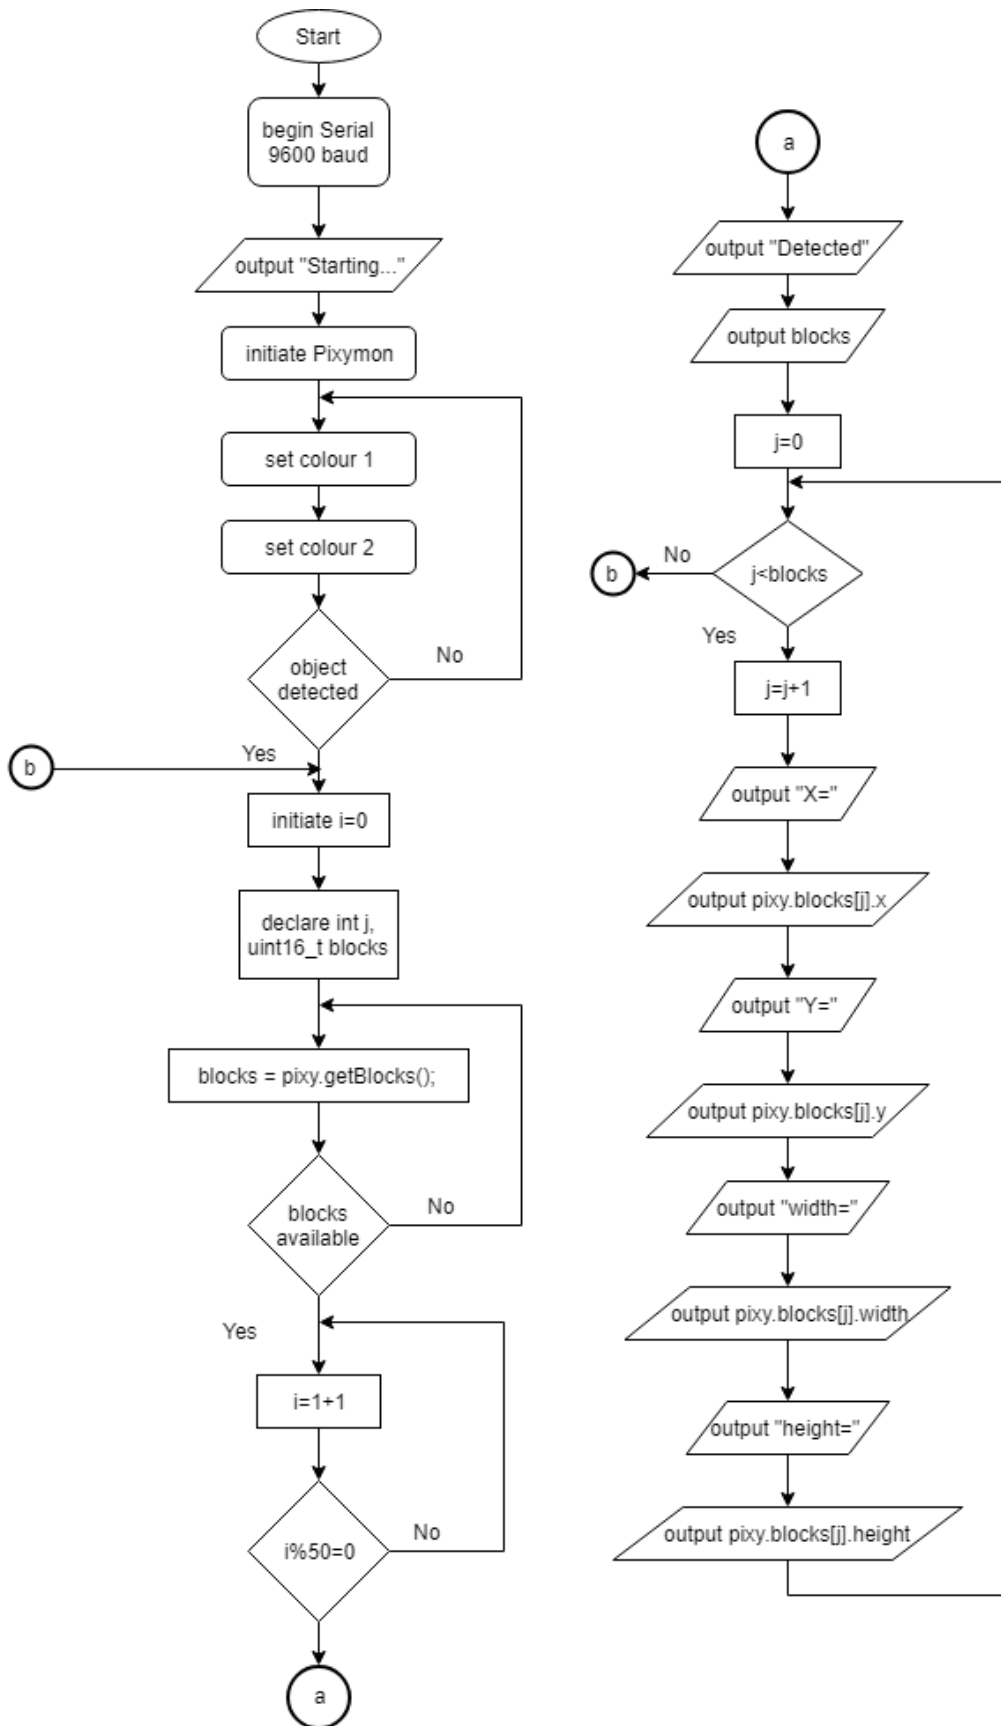 Start
begin Serial
9600 baud
output "Starting..."
initiate Pixymon
set colour 1
set colour 2
object
detected
No
Yes
b
initiate i=0
declare int j,
uint16_t blocks
blocks = pixy.getBlocks();
blocks
available
No
Yes
i=1+1
i%50=0
No
a
a
output "Detected"
output blocks
j=0
j<blocks
No
b
Yes
j=j+1
output "X="
output pixy.blocks[j].x
output "Y="
output pixy.blocks[j].y
output "width="
output pixy.blocks[j].width
output "height="
output pixy.blocks[j].height